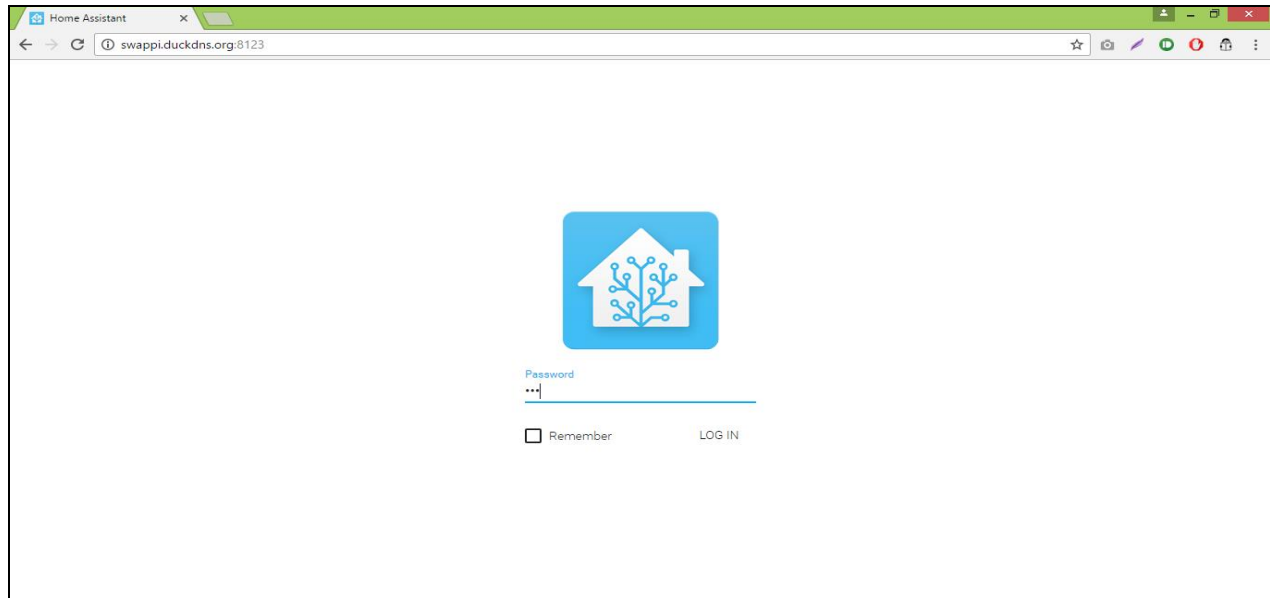 Home Assistant
swappi.duckdns.org:8123
Password
•••
Remember LOG IN